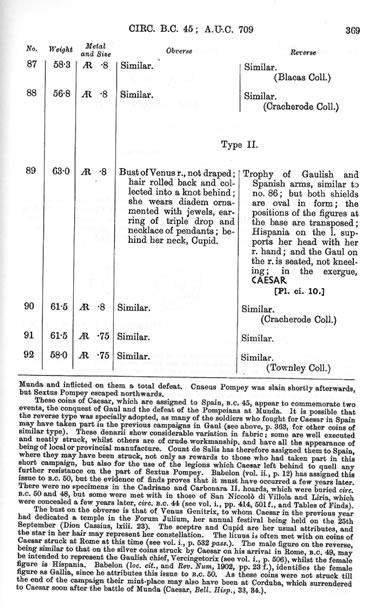 CIRC. B.C. 45; A.U.C. 709 369
No. Weight Metal and Size Obverse Reverse
87 58·3 Æ ·8 Similar. Similar.
(Blacas Coll.)
88 56·8 Æ ·8 Similar. Similar.
(Cracherode Coll.)
Type II.
89 63·0 Æ ·8 Bust of Venus r., not draped; Trophy of Gaulish and
hair rolled back and col- Spanish arms, similar to
lected into a knot behind; no. 86; but both shields
she wears diadem orna- are oval in form; the
mented with jewels, ear- positions of the figures at
ring of triple drop and the base are transposed;
necklace of pendants; be- Hispania on the l. sup-
hind her neck, Cupid. ports her head with her
r. hand; and the Gaul on
the r. is seated, not kneel-
ing; in the exergue,
CAESAR
[Pl. ci. 10.]
90 61·5 Æ ·8 Similar. Similar.
(Cracherode Coll.)
91 61·5 Æ ·75 Similar. Similar.
92 58·0 Æ ·75 Similar. Similar.
(Townley Coll.)
Munda and inflicted on them a total defeat. Cnaeus Pompey was slain shortly afterwards,
but Sextus Pompey escaped northwards.
These coins of Caesar, which are assigned to Spain, B.C. 45, appear to commemorate two
events, the conquest of Gaul and the defeat of the Pompeians at Munda. It is possible that
the reverse type was specially adopted, as many of the soldiers who fought for Caesar in Spain
may have taken part in the previous campaigns in Gaul (see above, p. 363, for other coins of
similar type). These denarii show considerable variation in fabric; some are well executed
and neatly struck, whilst others are of crude workmanship, and have all the appearance of
being of local or provincial manufacture. Count de Salis has therefore assigned them to Spain,
where they may have been struck, not only as rewards to those who had taken part in this
short campaign, but also for the use of the legions which Caesar left behind to quell any
further resistance on the part of Sextus Pompey. Babelon (vol. ii., p. 12) has assigned this
issue to B.C. 50, but the evidence of finds proves that it must have occurred a few years later.
There were no specimens in the Cadriano and Carbonara II. hoards, which were buried circ.
B.C. 50 and 48, but some were met with in those of San Niccolò di Villola and Liria, which
were concealed a few years later, circ. B.C. 44 (see vol. i., pp. 414, 501 f., and Tables of Finds).
The bust on the obverse is that of Venus Genitrix, to whom Caesar in the previous year
had dedicated a temple in the Forum Julium, her annual festival being held on the 25th
September (Dion Cassius, lxiii. 23). The sceptre and Cupid are her usual attributes, and
the star in her hair may represent her constellation. The lituus is often met with on coins of
Caesar struck at Rome at this time (see vol. i., p. 532 pass.). The male figure on the reverse,
being similar to that on the silver coins struck by Caesar on his arrival in Rome, B.C. 49, may
be intended to represent the Gaulish chief, Vercingetorix (see vol. i., p. 506), whilst the female
figure is Hispania. Babelon (loc. cit., and Rev. Num, 1902, pp. 23 f.), identifies the female
figure as Gallia, since he attributes this issue to B.C. 50. As these coins were not struck till
the end of the campaign their mint-place may also have been at Corduba, which surrendered
to Caesar soon after the battle of Munda (Caesar, Bell. Hisp., 33, 34.).